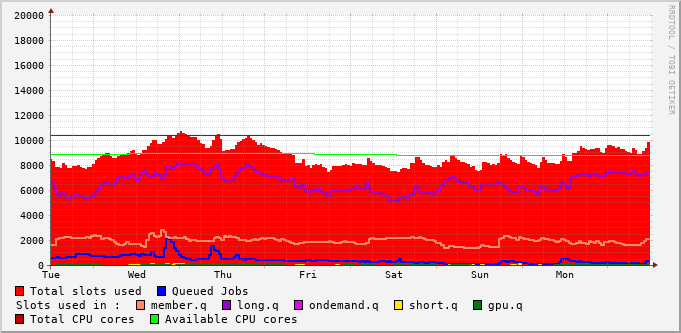 RRDTOOL / TOBI OETIKER
20000
18000
16000
14000
12000
10000
8000
6000
4000
2000
0
Tue Wed Thu Fri Sat Sun Mon
Total slots used Queued Jobs
Slots used in : member.q long.q ondemand.q short.q gpu.q
Total CPU cores Available CPU cores